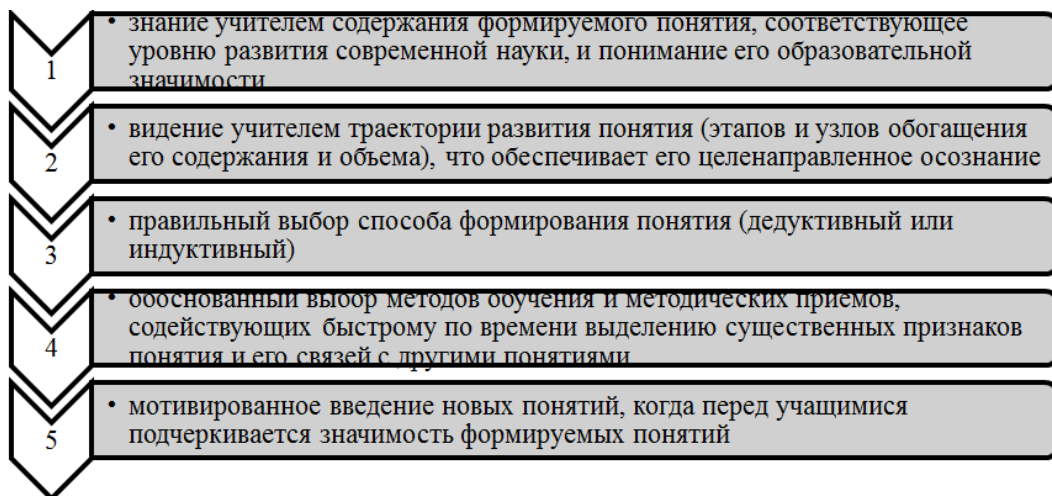 • знание учителем содержания формируемого понятия, соответствующее
уровню развития современной науки, и понимание его образовательной
значимости
1
• видение учителем траектории развития понятия (этапов и узлов обогащения
его содержания и объема), что обеспечивает его целенаправленное осознание
2
• правильный выбор способа формирования понятия (дедуктивный или
индуктивный)
3
• обоснованный выбор методов обучения и методических приемов,
содействующих быстрому по времени выделению существенных признаков
понятия и его связей с другими понятиями
4
• мотивированное введение новых понятий, когда перед учащимися
подчеркивается значимость формируемых понятий
5